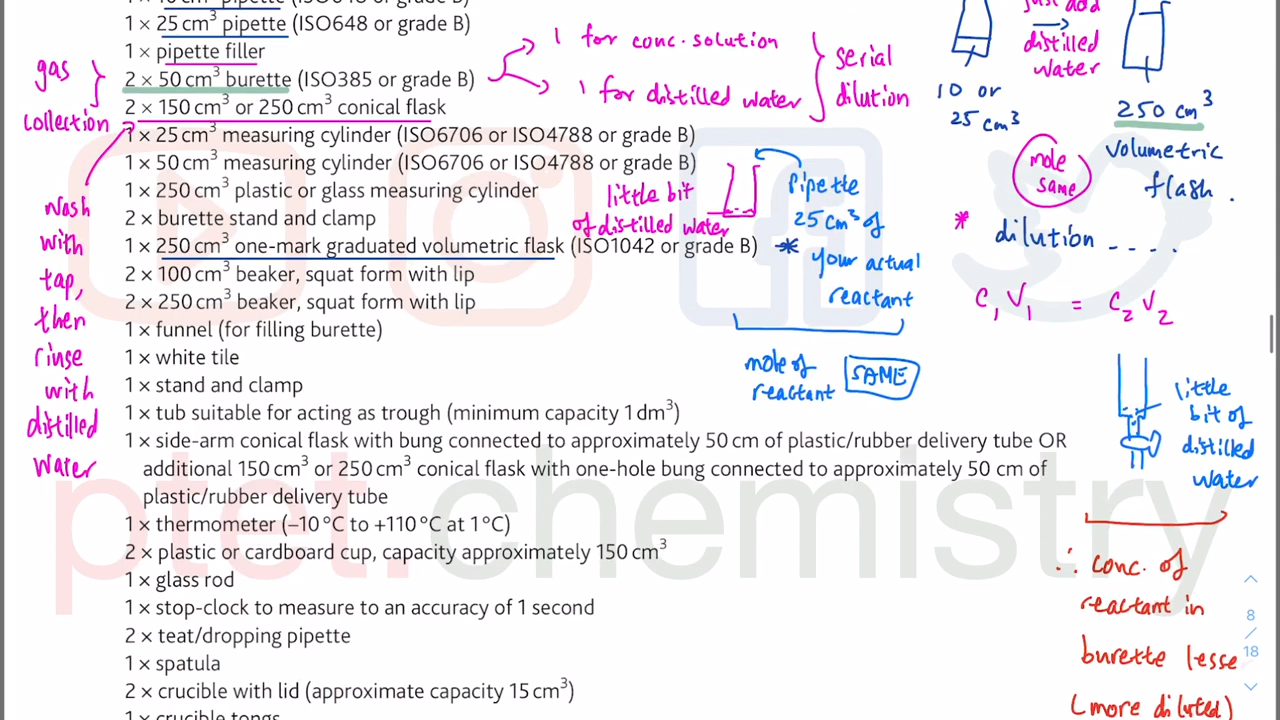 1 × 25 cm³ pipette (ISO648 or grade B)
1 × pipette filler
2 × 50 cm³ burette (ISO385 or grade B)
2 × 150 cm³ or 250 cm³ conical flask
1 × 25 cm³ measuring cylinder (ISO6706 or ISO4788 or grade B)
1 × 50 cm³ measuring cylinder (ISO6706 or ISO4788 or grade B)
1 × 250 cm³ plastic or glass measuring cylinder
2 × burette stand and clamp
1 × 250 cm³ one-mark graduated volumetric flask (ISO1042 or grade B)
2 × 100 cm³ beaker, squat form with lip
2 × 250 cm³ beaker, squat form with lip
1 × funnel (for filling burette)
1 × white tile
1 × stand and clamp
1 × tub suitable for acting as trough (minimum capacity 1 dm³)
1 × side-arm conical flask with bung connected to approximately 50 cm of plastic/rubber delivery tube OR
additional 150 cm³ or 250 cm³ conical flask with one-hole bung connected to approximately 50 cm of
plastic/rubber delivery tube
1 × thermometer (–10 °C to +110 °C at 1 °C)
2 × plastic or cardboard cup, capacity approximately 150 cm³
1 × glass rod
1 × stop-clock to measure to an accuracy of 1 second
2 × teat/dropping pipette
1 × spatula
2 × crucible with lid (approximate capacity 15 cm³)
1 × crucible tongs
gas
collection
Wash
with
tap,
then
rinse
with
distilled
water
1 for conc. solution
1 for distilled water
serial
dilution
little bit
of distilled water
Pipette
25 cm³ of
* your actual
reactant
mole of
reactant SAME
just add
distilled
water
10 or
25 cm³
250 cm³
volumetric
flash.
mole
same
* dilution ....
C₁V₁ = C₂V₂
little
bit of
distilled
water
∴ conc. of
reactant in
burette lesse
(more diluted)
8
/
18
ptet.chemistry